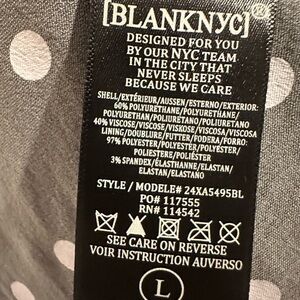 [BLANKNYC]®
DESIGNED FOR YOU
BY OUR NYC TEAM
IN THE CITY THAT
NEVER SLEEPS
BECAUSE WE CARE
SHELL/EXTÉRIEUR/AUSSEN/ESTERNO/EXTERIOR:
60% POLYURETHANE/POLYURÉTHANE/
POLYURETHAN/POLIURETANO/POLIURETANO
40% VISCOSE/VISCOSE/VISKOSE/VISCOSA/VISCOSA
LINING/DOUBLURE/FUTTER/FODERA/FORRO:
97% POLYESTER/POLYESTER/POLYESTER/
POLIESTERE/POLIÉSTER
3% SPANDEX/ÉLASTHANNE/ELASTAN/
ELASTAN/ELASTANO
STYLE / MODELE# 24XA5495BL
PO# 117555
RN# 114542
SEE CARE ON REVERSE
VOIR INSTRUCTION AUVERSO
L